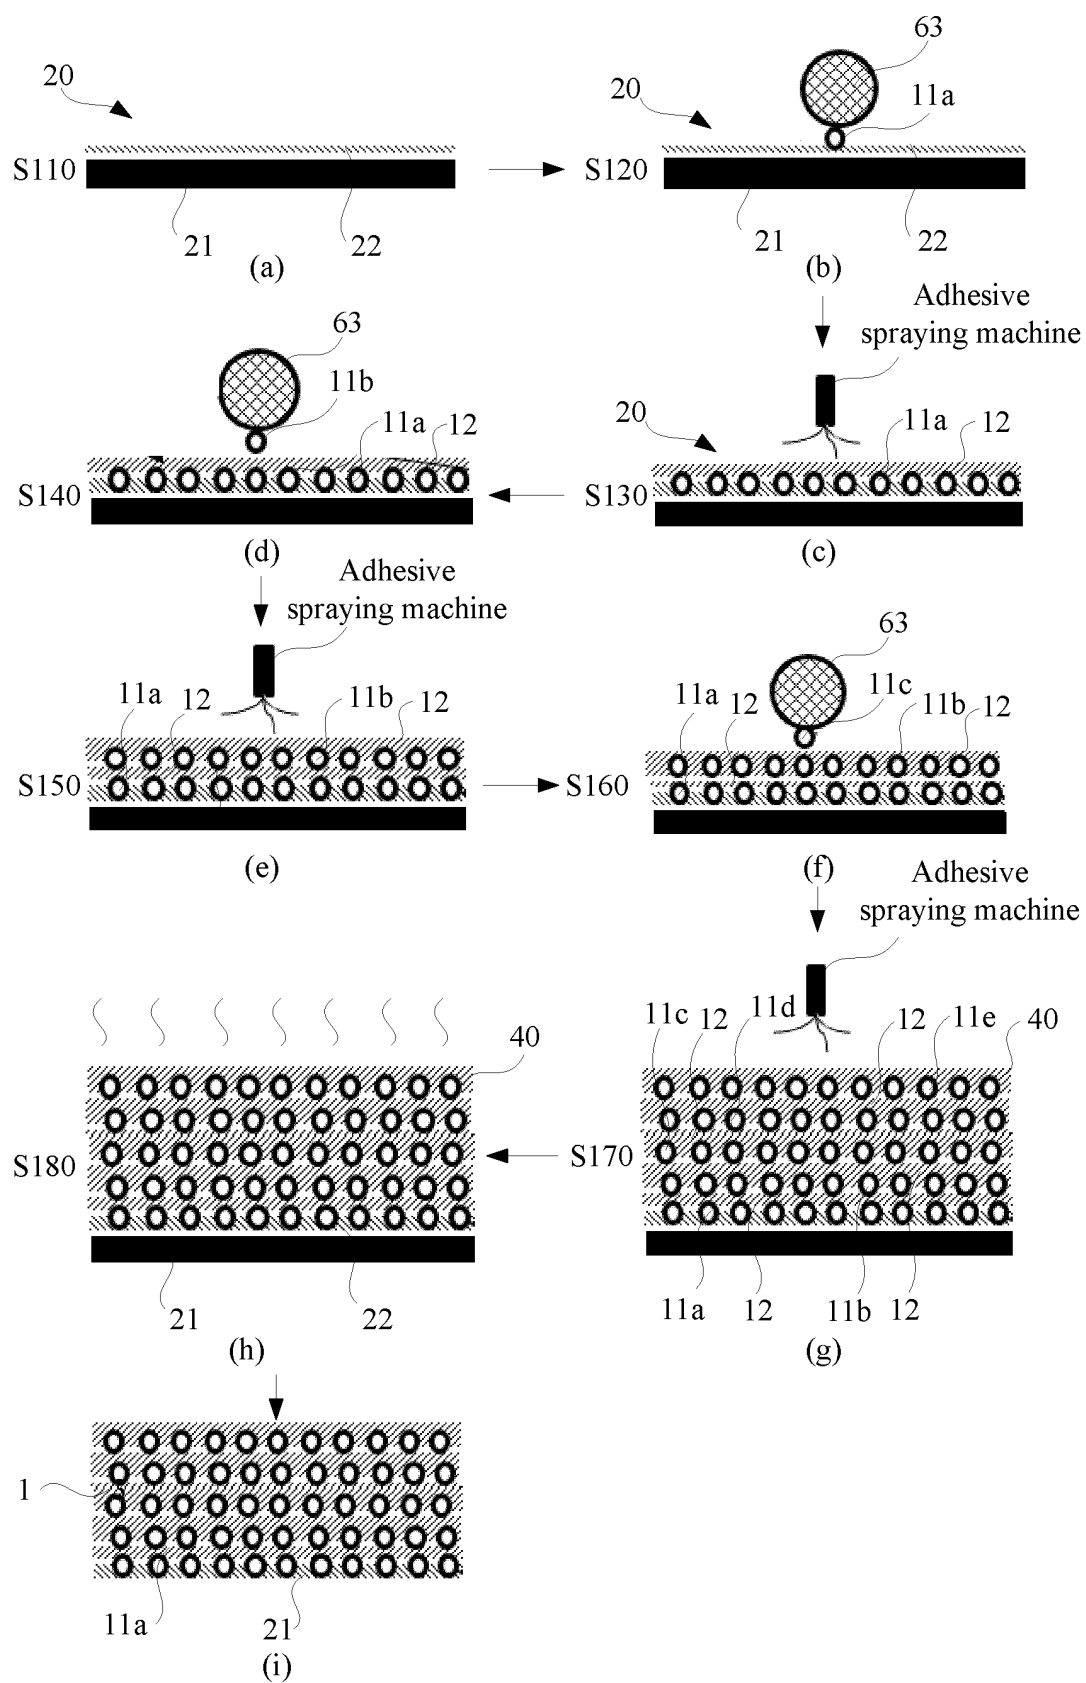 20
S110
21
22
(a)
63
11a
20
S120
21
22
(b)
Adhesive
spraying machine
20
11a
12
S130
(c)
63
11b
11a
12
S140
(d)
Adhesive
spraying machine
11a
12
11b
12
S150
(e)
63
11a
12
11c
11b
12
S160
(f)
Adhesive
spraying machine
11c
12
11d
12
11e
40
S170
11a
12
11b
12
(g)
40
S180
21
22
(h)
1
11a
21
(i)